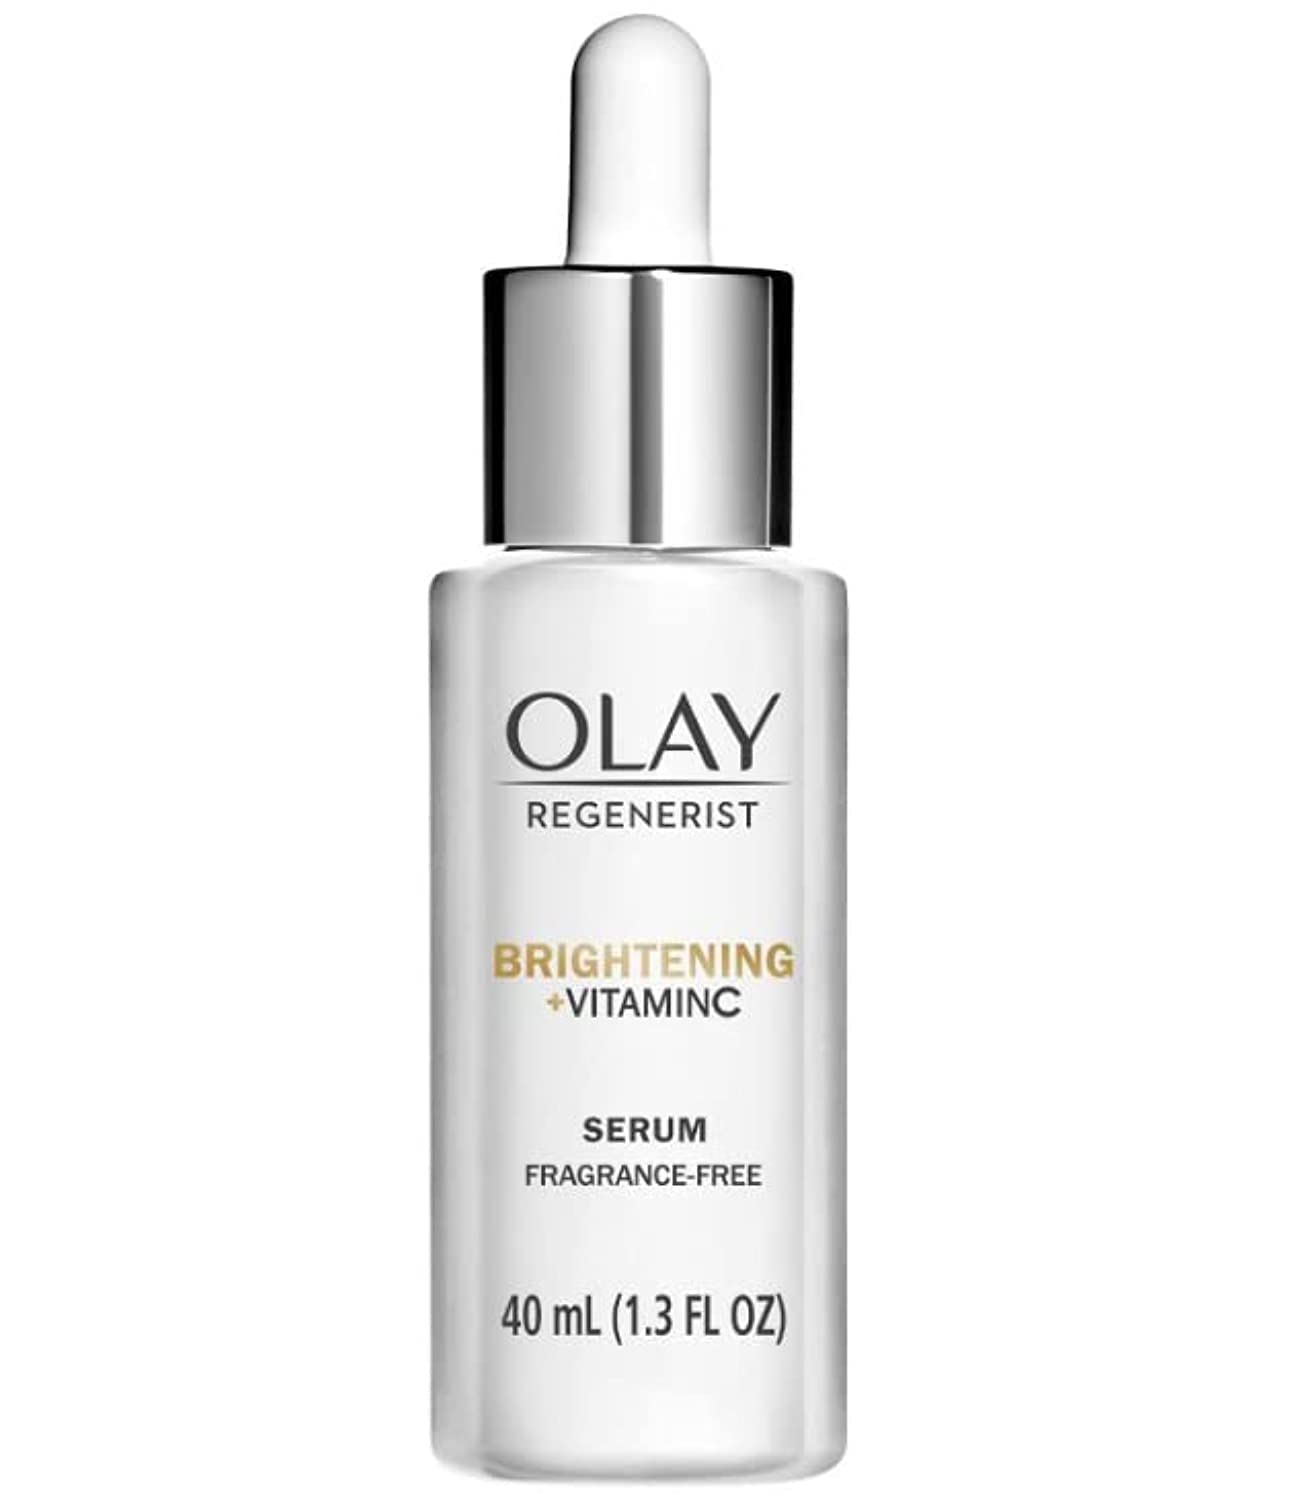 OLAY
REGENERIST
BRIGHTENING
+VITAMINC
SERUM
FRAGRANCE-FREE
40 mL (1.3 FL OZ)